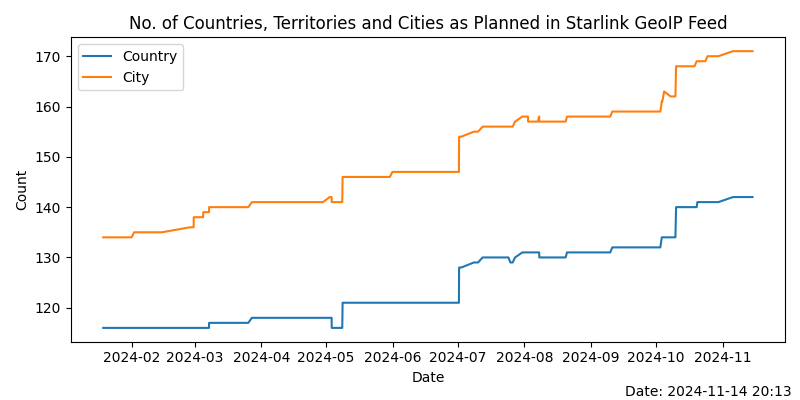 No. of Countries, Territories and Cities as Planned in Starlink GeoIP Feed
Country
City
170
160
150
140
130
120
Count
2024-02 2024-03 2024-04 2024-05 2024-06 2024-07 2024-08 2024-09 2024-10 2024-11
Date
Date: 2024-11-14 20:13